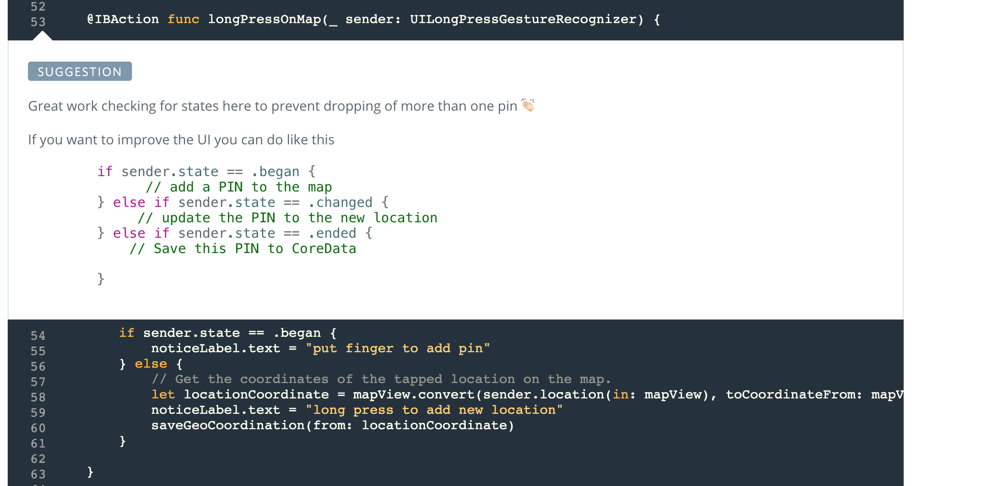 52
53 @IBAction func longPressOnMap(_ sender: UILongPressGestureRecognizer) {
SUGGESTION
Great work checking for states here to prevent dropping of more than one pin 👏🏻
If you want to improve the UI you can do like this
if sender.state == .began {
// add a PIN to the map
} else if sender.state == .changed {
// update the PIN to the new location
} else if sender.state == .ended {
// Save this PIN to CoreData
}
54 if sender.state == .began {
55 noticeLabel.text = "put finger to add pin"
56 } else {
57 // Get the coordinates of the tapped location on the map.
58 let locationCoordinate = mapView.convert(sender.location(in: mapView), toCoordinateFrom: mapV
59 noticeLabel.text = "long press to add new location"
60 saveGeoCoordination(from: locationCoordinate)
61 }
62
63 }